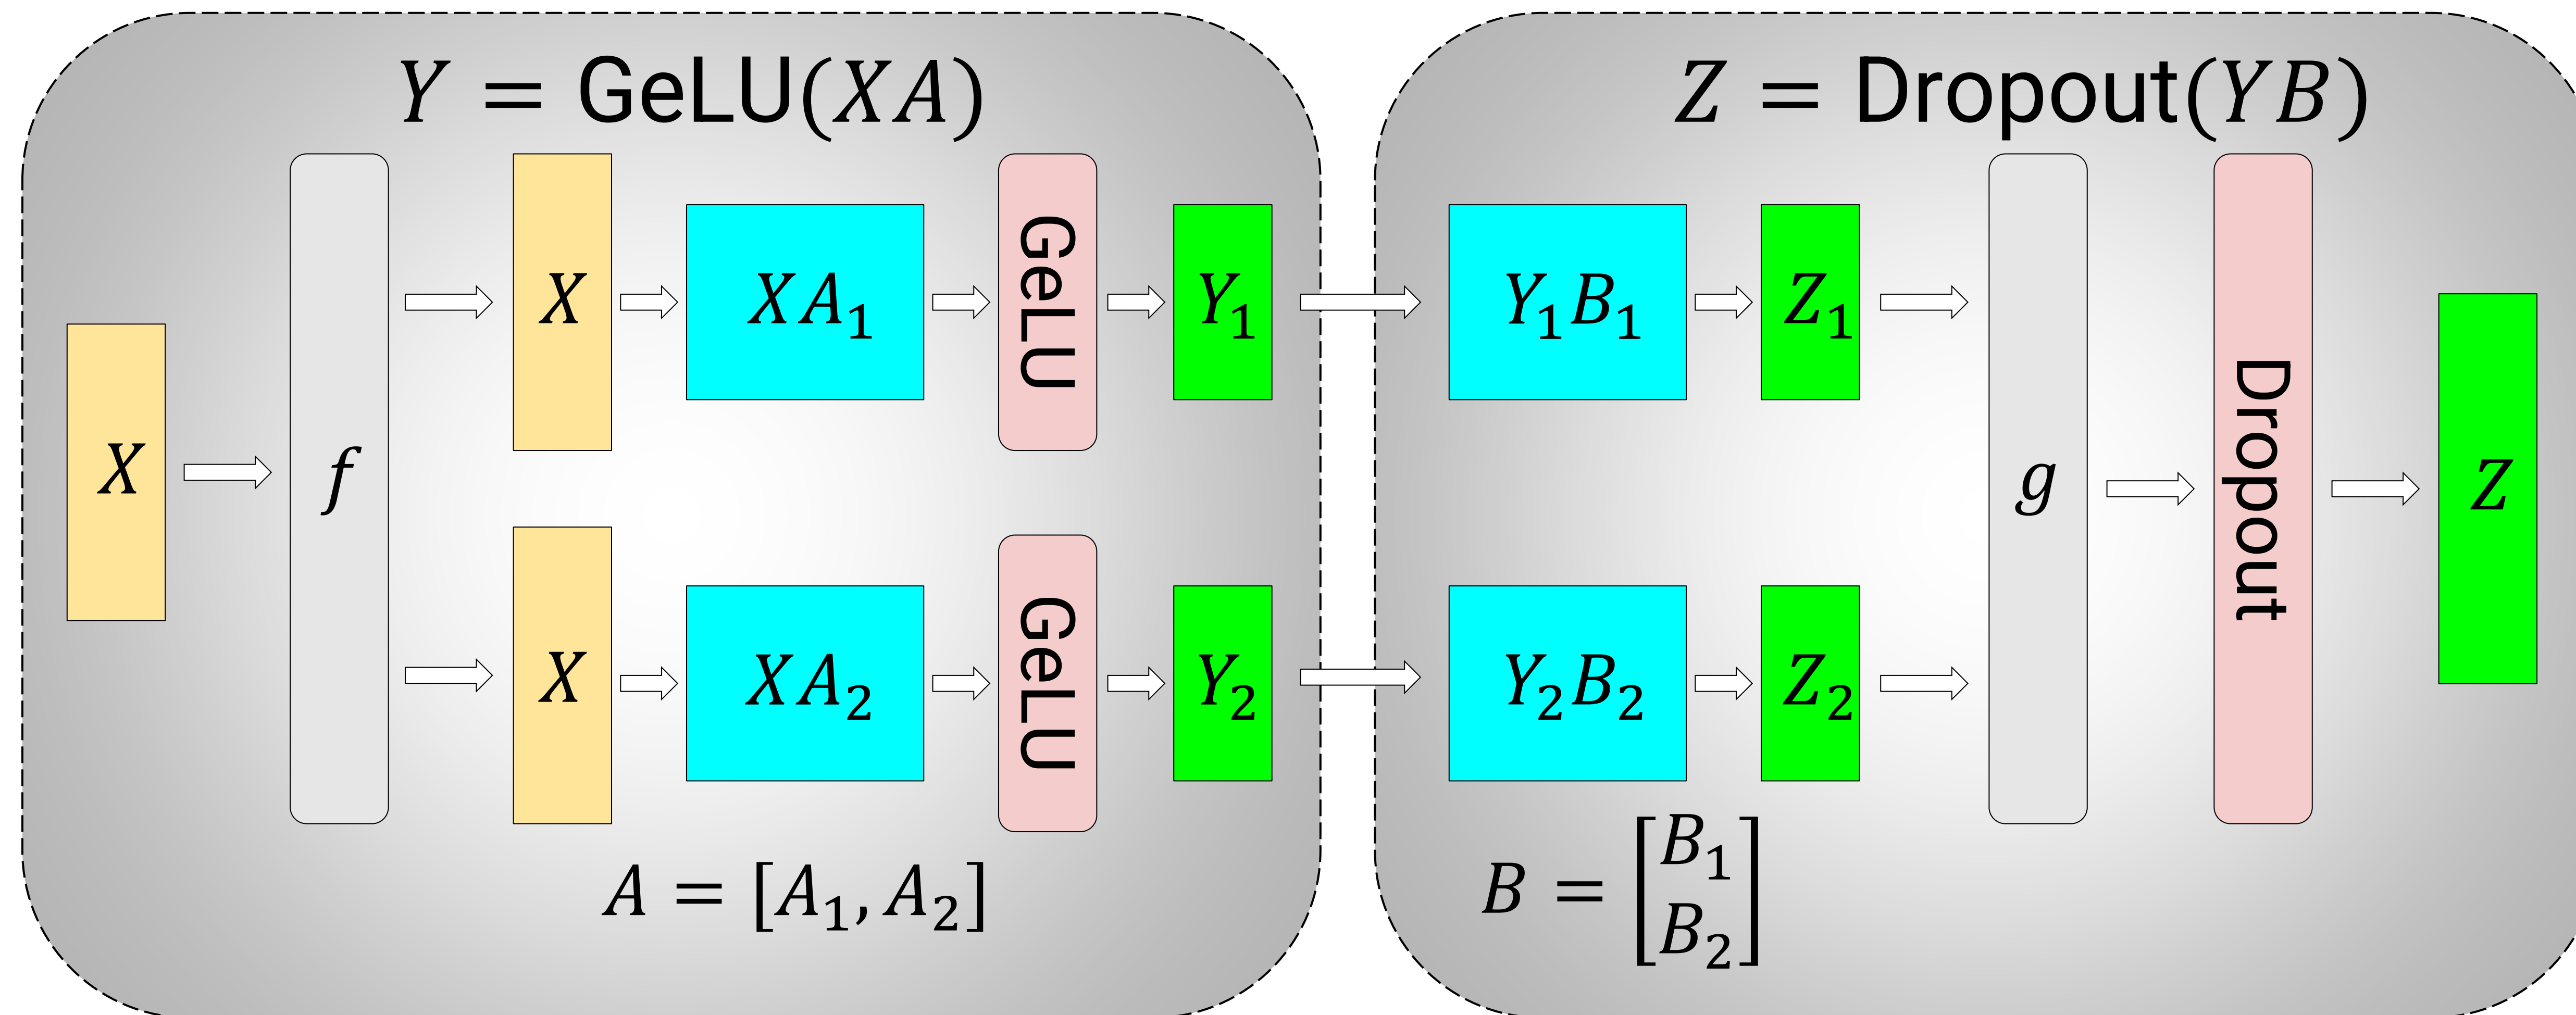 Y = GeLU(XA)
X
f
X
XA₁
GeLU
Y₁
X
XA₂
GeLU
Y₂
A = [A₁, A₂]
Z = Dropout(YB)
Y₁B₁
Z₁
Y₂B₂
Z₂
g
Dropout
Z
B = [B₁
B₂]